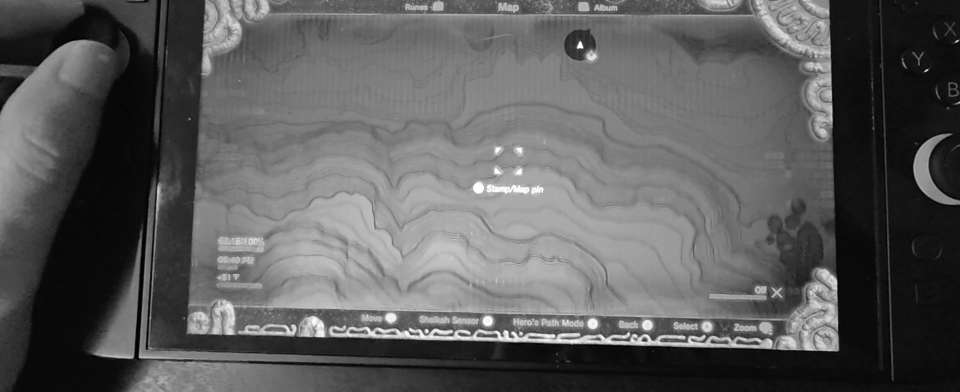 Runes Map Album
Stamp/Map pin
Off
Move Sheikah Sensor Hero's Path Mode Back Select Zoom
X
Y
B